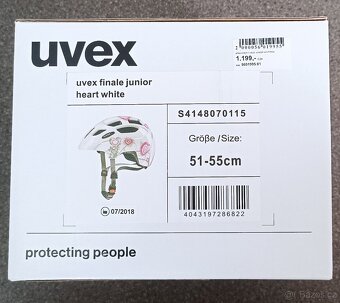 uvex
1.199,-
uvex finale junior
heart white
S4148070115
Größe /Size:
51-55cm
07/2018
4043197286822
protecting people